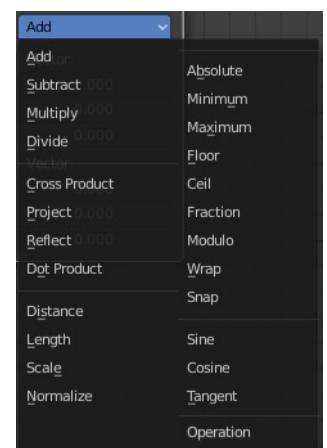 Add
Add
Subtract
Multiply
Divide
Cross Product
Project
Reflect
Dot Product
Distance
Length
Scale
Normalize
Absolute
Minimum
Maximum
Floor
Ceil
Fraction
Modulo
Wrap
Snap
Sine
Cosine
Tangent
Operation